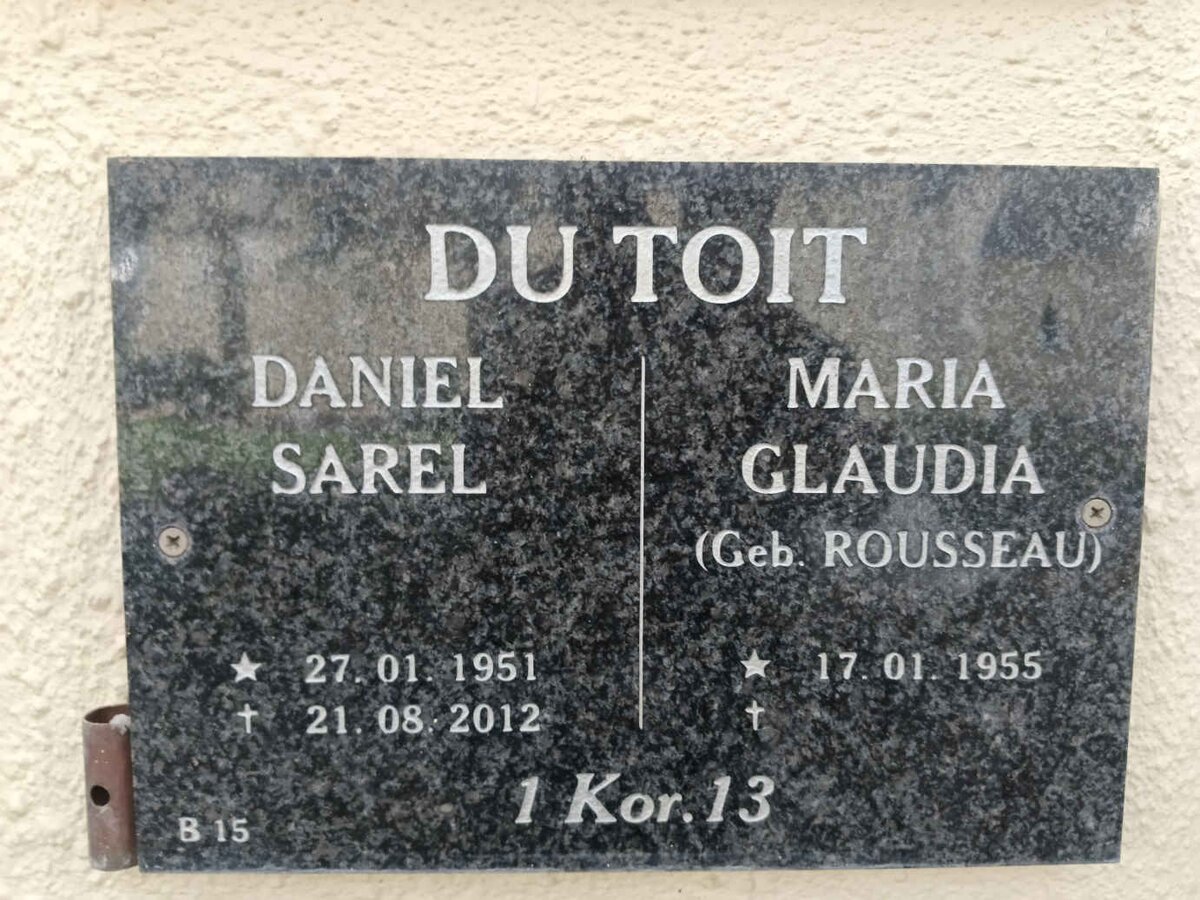 DU TOIT
DANIEL
SAREL
★ 27.01.1951
† 21.08.2012
MARIA
GLAUDIA
(Geb. ROUSSEAU)
★ 17.01.1955
†
1 Kor.13
B 15